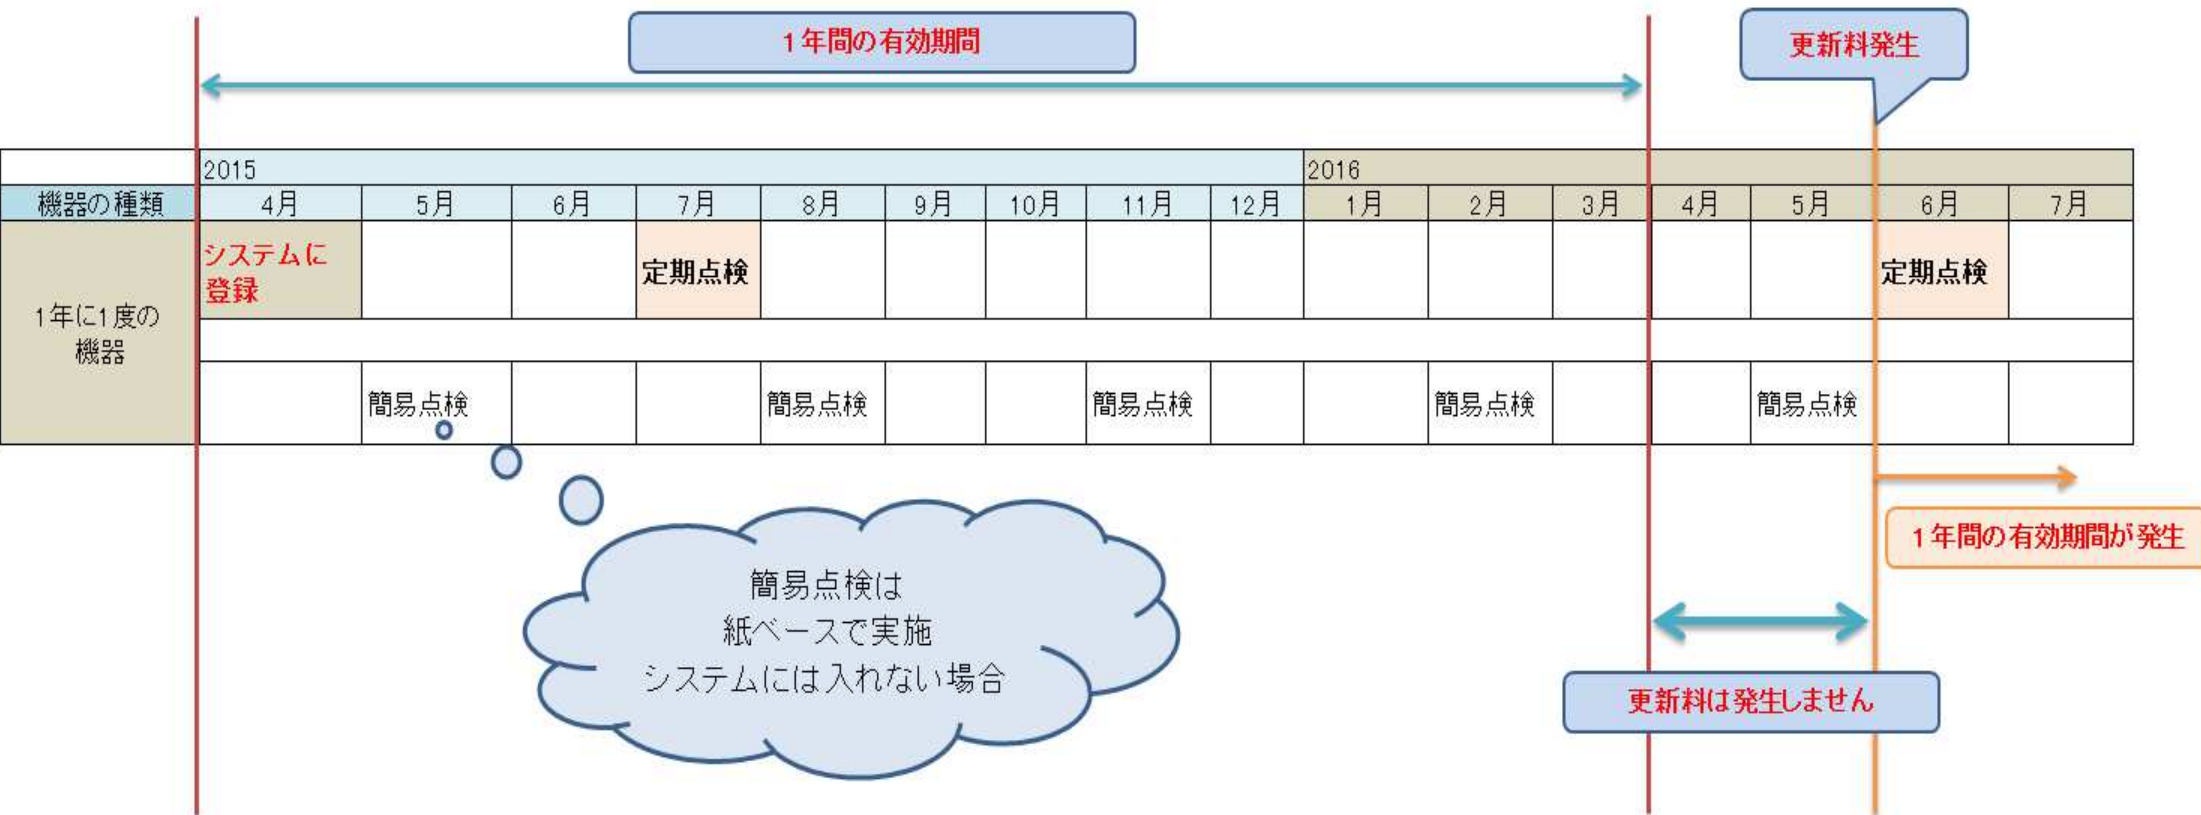 1年間の有効期間
更新料発生
2015
2016
機器の種類
4月
5月
6月
7月
8月
9月
10月
11月
12月
1月
2月
3月
4月
5月
6月
7月
1年に1度の
機器
システムに
登録
定期点検
定期点検
簡易点検
簡易点検
簡易点検
簡易点検
簡易点検
1年間の有効期間が発生
簡易点検は
紙ベースで実施
システムには入れない場合
更新料は発生しません